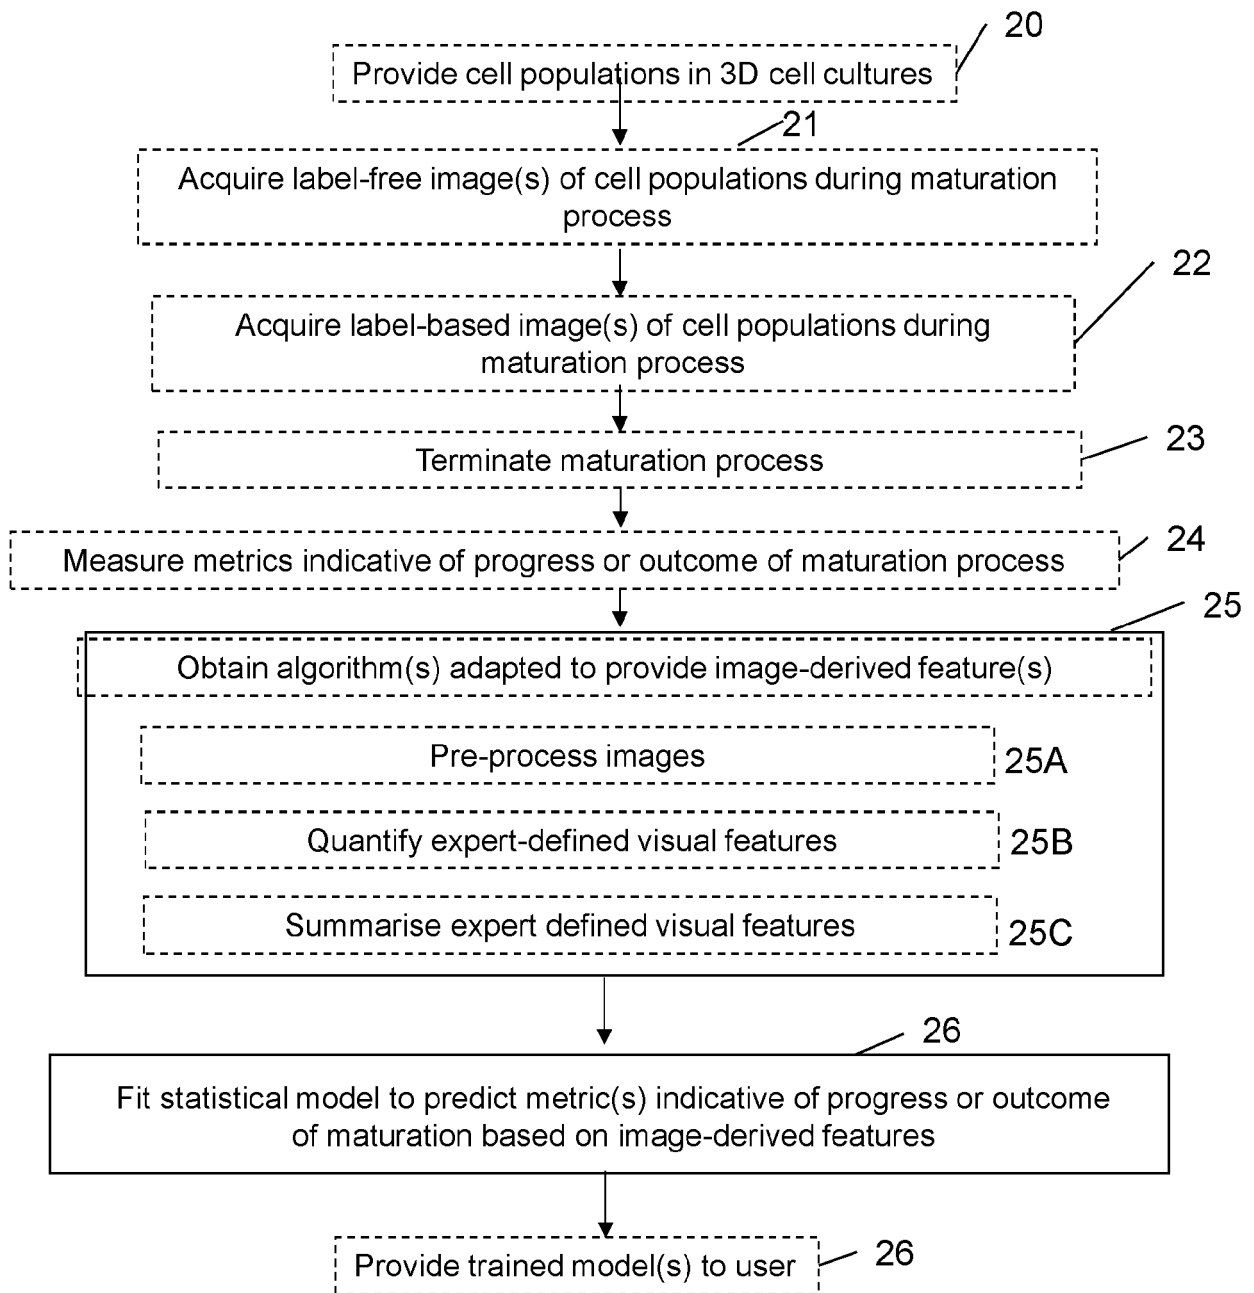 20
Provide cell populations in 3D cell cultures
21
Acquire label-free image(s) of cell populations during maturation
process
22
Acquire label-based image(s) of cell populations during
maturation process
23
Terminate maturation process
24
Measure metrics indicative of progress or outcome of maturation process
25
Obtain algorithm(s) adapted to provide image-derived feature(s)
Pre-process images
25A
Quantify expert-defined visual features
25B
Summarise expert defined visual features
25C
26
Fit statistical model to predict metric(s) indicative of progress or outcome
of maturation based on image-derived features
Provide trained model(s) to user
26